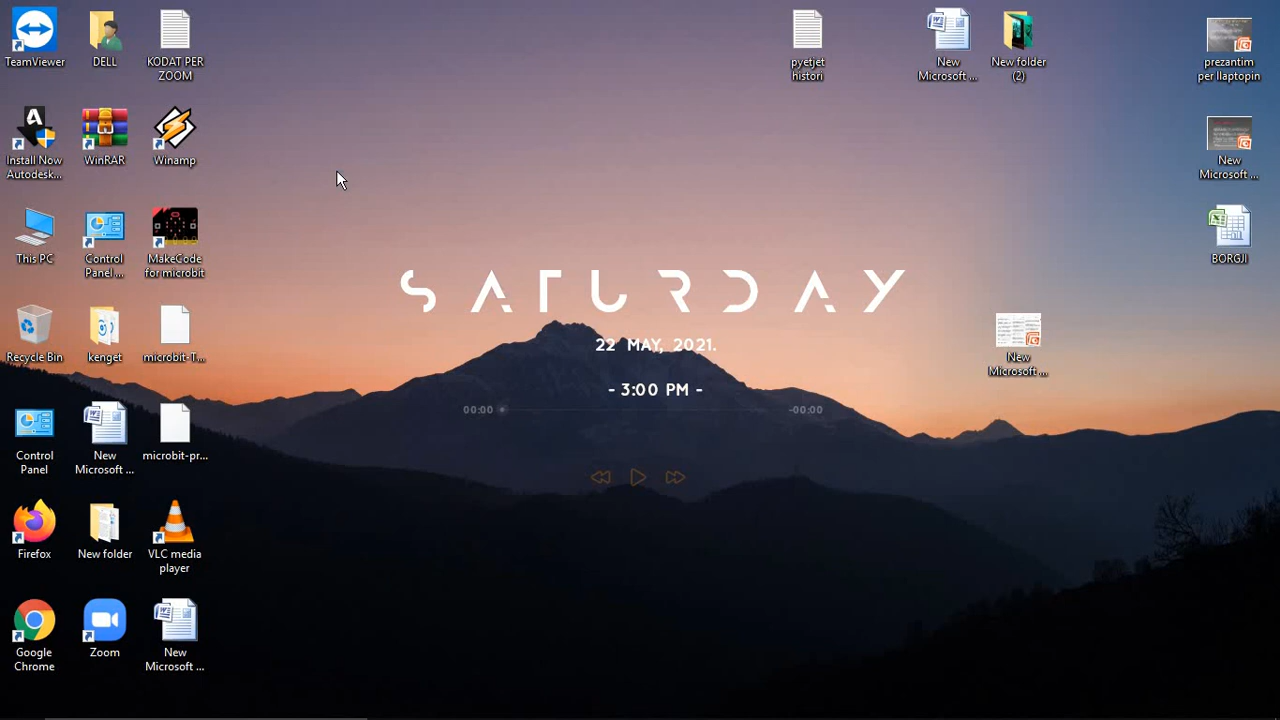 TeamViewer
DELL
KODAT PER
ZOOM
pyetjet
histori
New
Microsoft ...
New folder
(2)
prezantim
per llaptopin
Install Now
Autodesk...
WinRAR
Winamp
New
Microsoft ...
This PC
Control
Panel ...
MakeCode
for microbit
BORGJI
SATURDAY
22 MAY, 2021.
- 3:00 PM -
00:00
-00:00
Recycle Bin
kenget
microbit-T...
New
Microsoft ...
Control
Panel
New
Microsoft ...
microbit-pr...
Firefox
New folder
VLC media
player
Google
Chrome
Zoom
New
Microsoft ...